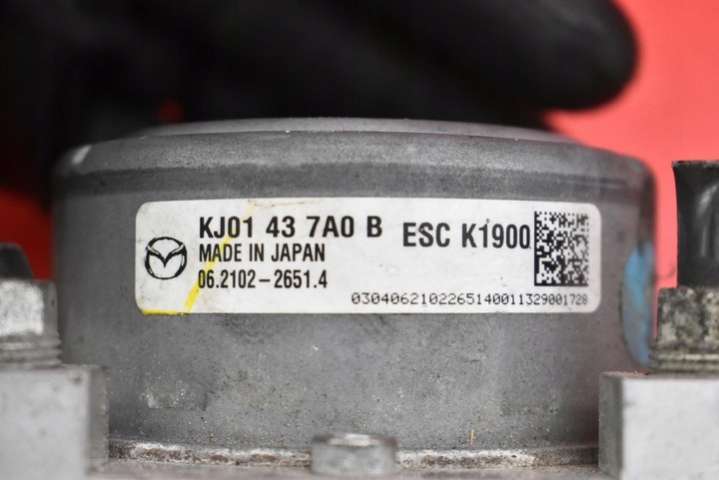 KJ01 43 7A0 B ESC K1900
MADE IN JAPAN
06.2102-2651.4
0304062102265140011329001728